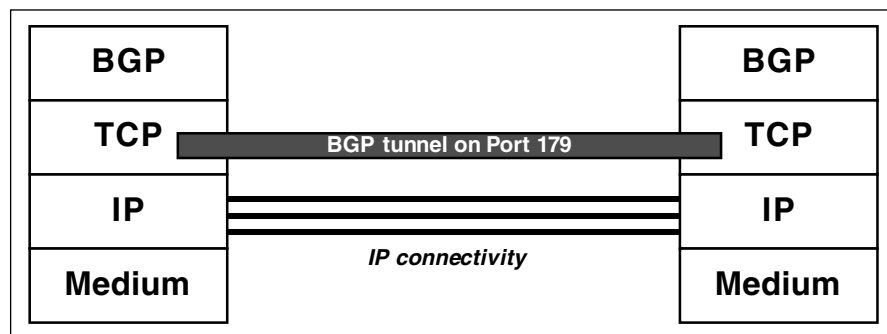 BGP
TCP
IP
Medium
BGP tunnel on Port 179
IP connectivity
BGP
TCP
IP
Medium